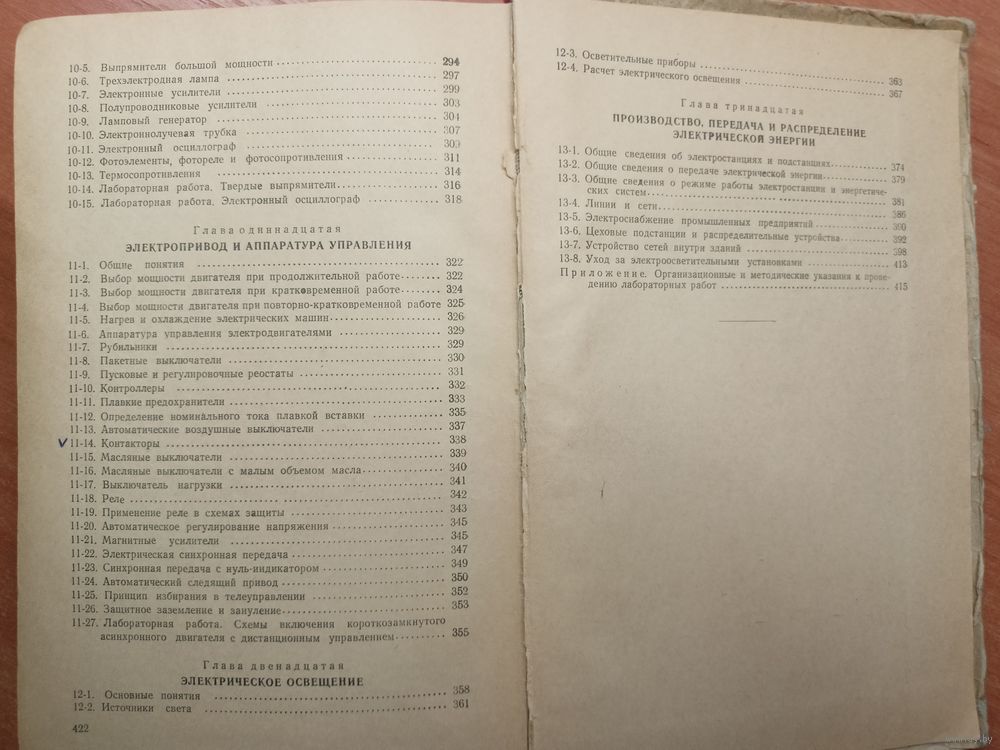 10-5. Выпрямители большой мощности 294
10-6. Трехэлектродная лампа 297
10-7. Электронные усилители 299
10-8. Полупроводниковые усилители 303
10-9. Ламповый генератор 304
10-10. Электроннолучевая трубка 307
10-11. Электронный осциллограф 309
10-12. Фотоэлементы, фотореле и фотосопротивления 311
10-13. Термосопротивления 314
10-14. Лабораторная работа. Твердые выпрямители 316
10-15. Лабораторная работа. Электронный осциллограф 318
Глава одиннадцатая
ЭЛЕКТРОПРИВОД И АППАРАТУРА УПРАВЛЕНИЯ
11-1. Общие понятия 322
11-2. Выбор мощности двигателя при продолжительной работе 322
11-3. Выбор мощности двигателя при кратковременной работе 324
11-4. Выбор мощности двигателя при повторно-кратковременной работе 325
11-5. Нагрев и охлаждение электрических машин 326
11-6. Аппаратура управления электродвигателями 329
11-7. Рубильники 329
11-8. Пакетные выключатели 330
11-9. Пусковые и регулировочные реостаты 331
11-10. Контроллеры 332
11-11. Плавкие предохранители 333
11-12. Определение номинального тока плавкой вставки 335
11-13. Автоматические воздушные выключатели 337
11-14. Контакторы 338
11-15. Масляные выключатели 339
11-16. Масляные выключатели с малым объемом масла 340
11-17. Выключатель нагрузки 341
11-18. Реле 342
11-19. Применение реле в схемах защиты 343
11-20. Автоматическое регулирование напряжения 345
11-21. Магнитные усилители 345
11-22. Электрическая синхронная передача 347
11-23. Синхронная передача с нуль-индикатором 349
11-24. Автоматический следящий привод 350
11-25. Принцип избирания в телеуправлении 352
11-26. Защитное заземление и зануление 353
11-27. Лабораторная работа. Схемы включения короткозамкнутого
асинхронного двигателя с дистанционным управлением 355
Глава двенадцатая
ЭЛЕКТРИЧЕСКОЕ ОСВЕЩЕНИЕ
12-1. Основные понятия 358
12-2. Источники света 361
422
12-3. Осветительные приборы 363
12-4. Расчет электрического освещения 367
Глава тринадцатая
ПРОИЗВОДСТВО, ПЕРЕДАЧА И РАСПРЕДЕЛЕНИЕ
ЭЛЕКТРИЧЕСКОЙ ЭНЕРГИИ
13-1. Общие сведения об электростанциях и подстанциях 374
13-2. Общие сведения о передаче электрической энергии 379
13-3. Общие сведения о режиме работы электростанции и энергетиче-
ских систем 381
13-4. Линии и сети 386
13-5. Электроснабжение промышленных предприятий 390
13-6. Цеховые подстанции и распределительные устройства 392
13-7. Устройство сетей внутри зданий 398
13-8. Уход за электроосветительными установками 413
Приложение. Организационные и методические указания к прове-
дению лабораторных работ 415